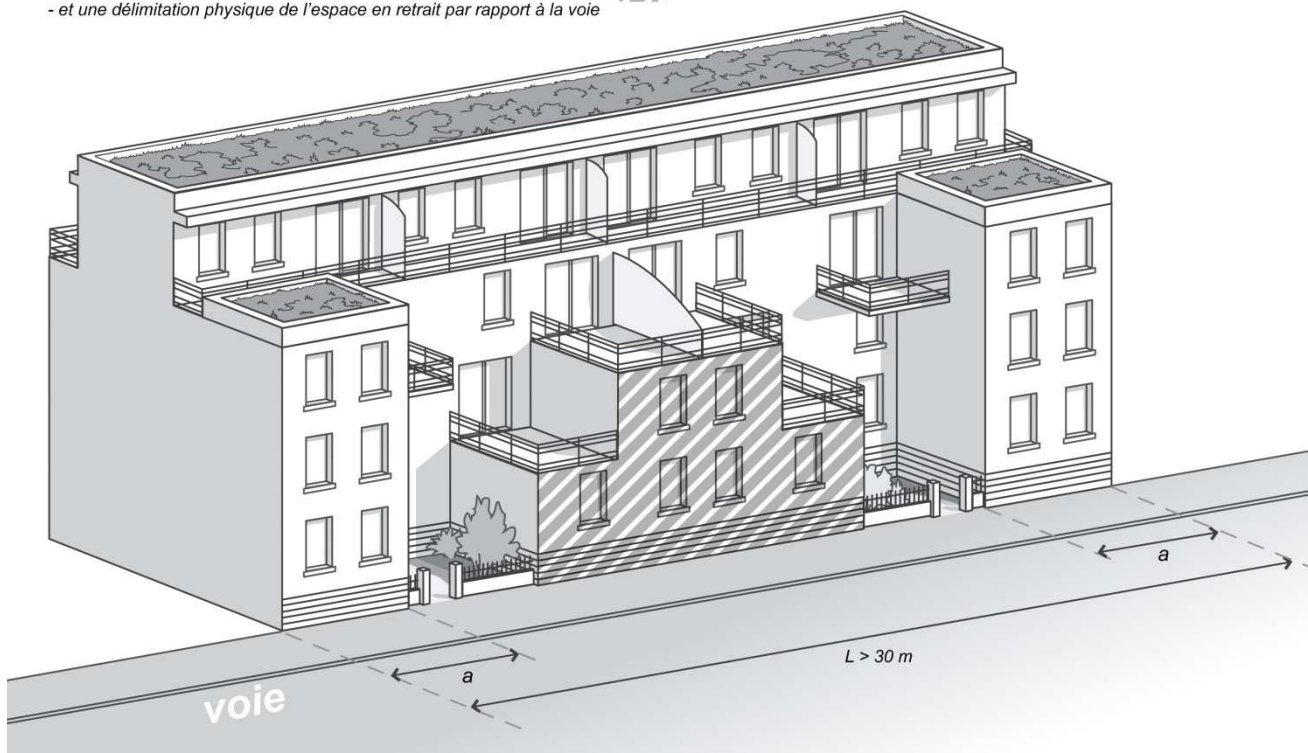 - et une délimitation physique de l'espace en retrait par rapport à la voie
a
L > 30 m
a
voie